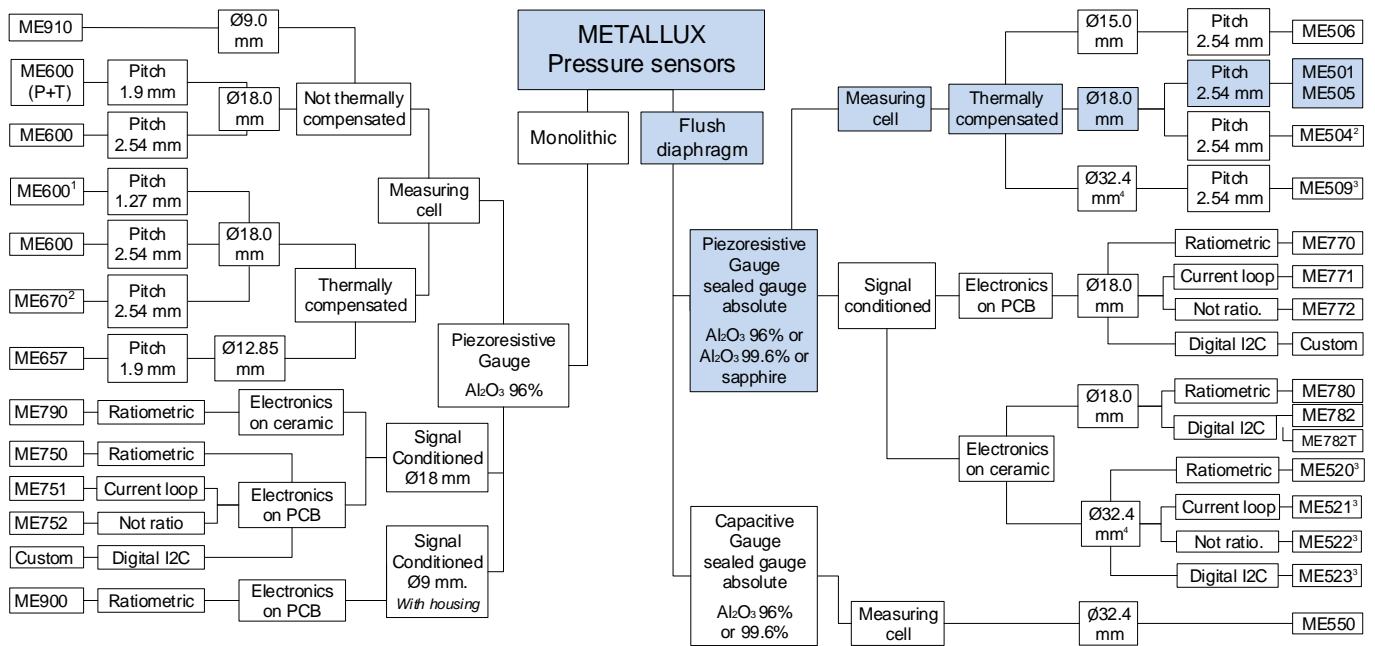 METALLUX
Pressure sensors
Monolithic
Flush
diaphragm
ME910
Ø9.0
mm
ME600
(P+T)
Pitch
1.9 mm
Ø18.0
mm
Not thermally
compensated
ME600
Pitch
2.54 mm
ME600¹
Pitch
1.27 mm
Measuring
cell
ME600
Pitch
2.54 mm
Ø18.0
mm
ME670²
Pitch
2.54 mm
Thermally
compensated
ME657
Pitch
1.9 mm
Ø12.85
mm
Piezoresistive
Gauge
Al₂O₃ 96%
ME790
Ratiometric
Electronics
on ceramic
ME750
Ratiometric
Signal
Conditioned
Ø18 mm
ME751
Current loop
Electronics
on PCB
ME752
Not ratio
Custom
Digital I2C
Signal
Conditioned
Ø9 mm.
With housing
ME900
Ratiometric
Electronics
on PCB
Ø15.0
mm
Pitch
2.54 mm
ME506
Measuring
cell
Thermally
compensated
Ø18.0
mm
Pitch
2.54 mm
ME501
ME505
Pitch
2.54 mm
ME504²
Ø32.4
mm⁴
Pitch
2.54 mm
ME509³
Piezoresistive
Gauge
sealed gauge
absolute
Al₂O₃ 96% or
Al₂O₃ 99.6% or
sapphire
Signal
conditioned
Electronics
on PCB
Ø18.0
mm
Ratiometric
ME770
Current loop
ME771
Not ratio.
ME772
Digital I2C
Custom
Electronics
on ceramic
Ø18.0
mm
Ratiometric
ME780
Digital I2C
ME782
ME782T
Ø32.4
mm⁴
Ratiometric
ME520³
Current loop
ME521³
Not ratio.
ME522³
Digital I2C
ME523³
Capacitive
Gauge
sealed gauge
absolute
Al₂O₃ 96%
or 99.6%
Measuring
cell
Ø32.4
mm
ME550